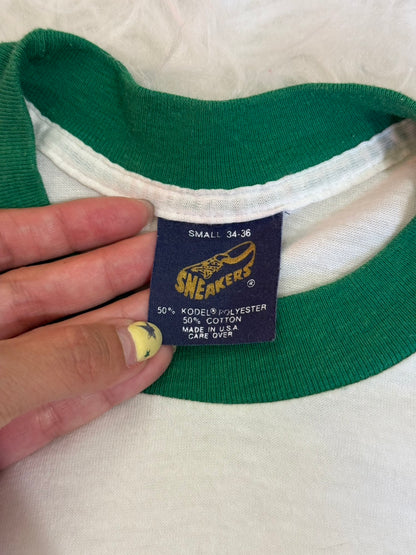 SMALL 34-36
SNEAKERS ®
50% KODEL® POLYESTER
50% COTTON
MADE IN U.S.A
CARE OVER